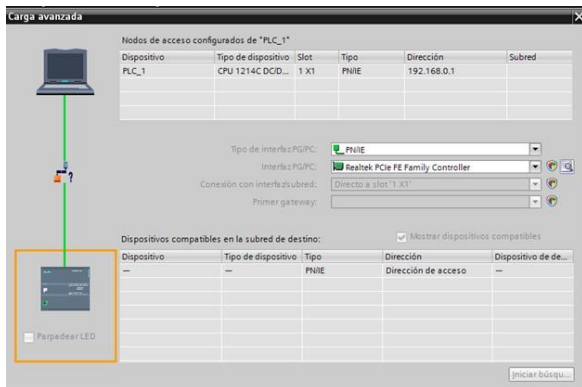 Carga avanzada
Nodos de acceso configurados de "PLC_1"
Dispositivo Tipo de dispositivo Slot Tipo Dirección Subred
PLC_1 CPU 1214C DC/D... 1 X1 PN/IE 192.168.0.1
Tipo de interfaz PG/PC: PN/IE
Interfaz PG/PC: Realtek PCIe FE Family Controller
Conexión con interfaz/subred: Directo a slot '1 X1'
Primer gateway:
Dispositivos compatibles en la subred de destino: Mostrar dispositivos compatibles
Dispositivo Tipo de dispositivo Tipo Dirección Dispositivo de de...
— — PN/IE Dirección de acceso —
?
Parpadear LED
Iniciar búsqu...